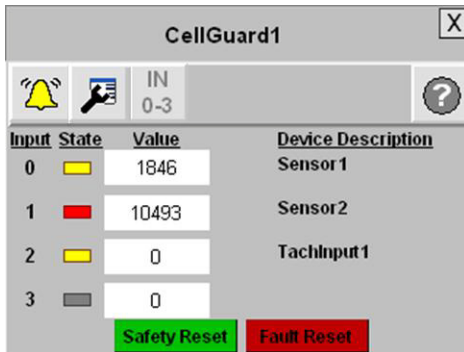 CellGuard1
X
IN
0-3
?
Input State Value Device Description
0 1846 Sensor1
1 10493 Sensor2
2 0 TachInput1
3 0
Safety Reset Fault Reset